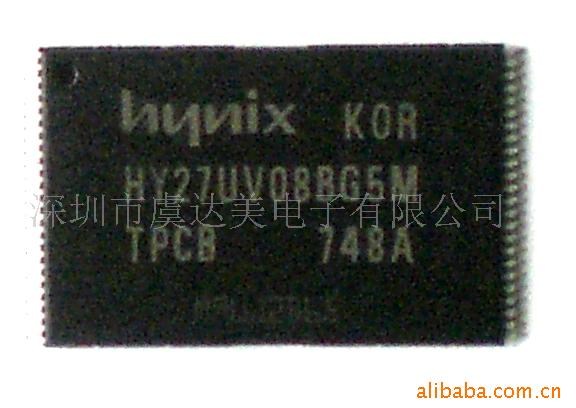 hynix KOR
HY27UV08BG5M
深圳市虞达美电子有限公司
TPCB 748A
alibaba.com.cn